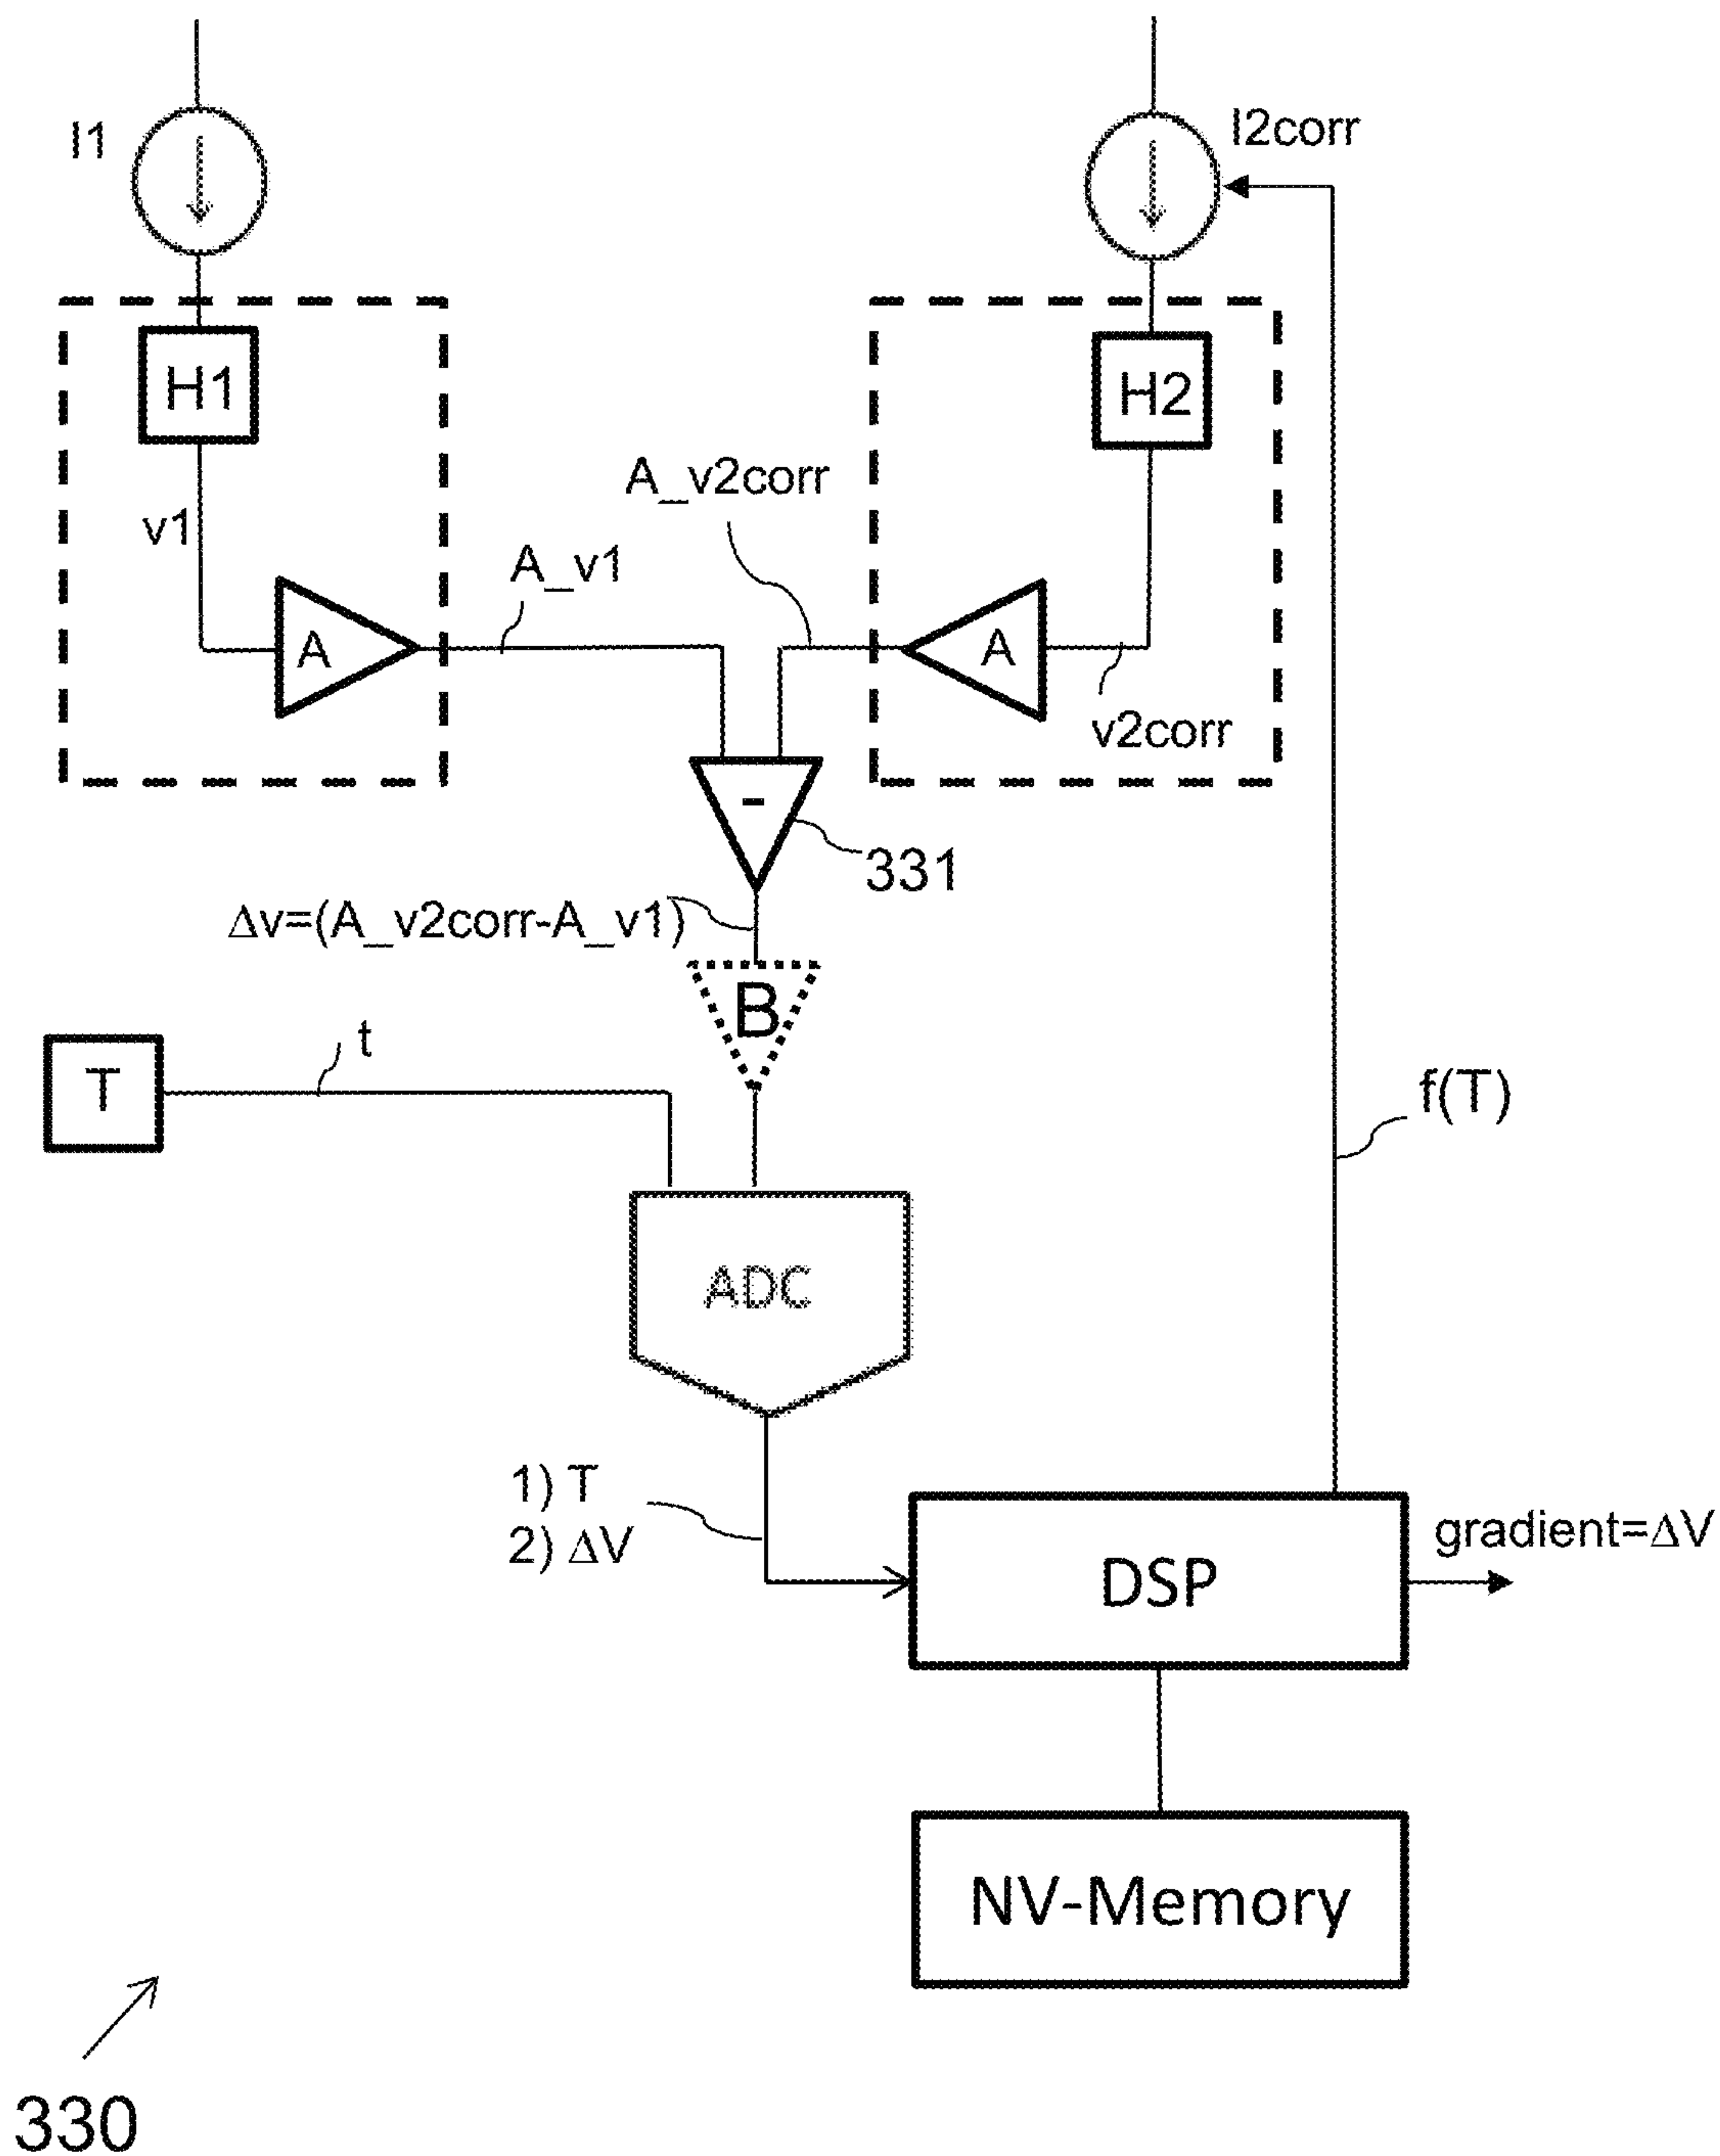 I1
I2corr
H1
H2
A_v2corr
v1
A_v1
A
A
v2corr
-
331
Δv=(A_v2corr-A_v1)
B
t
T
f(T)
ADC
1) T
2) ΔV
gradient=ΔV
DSP
NV-Memory
330